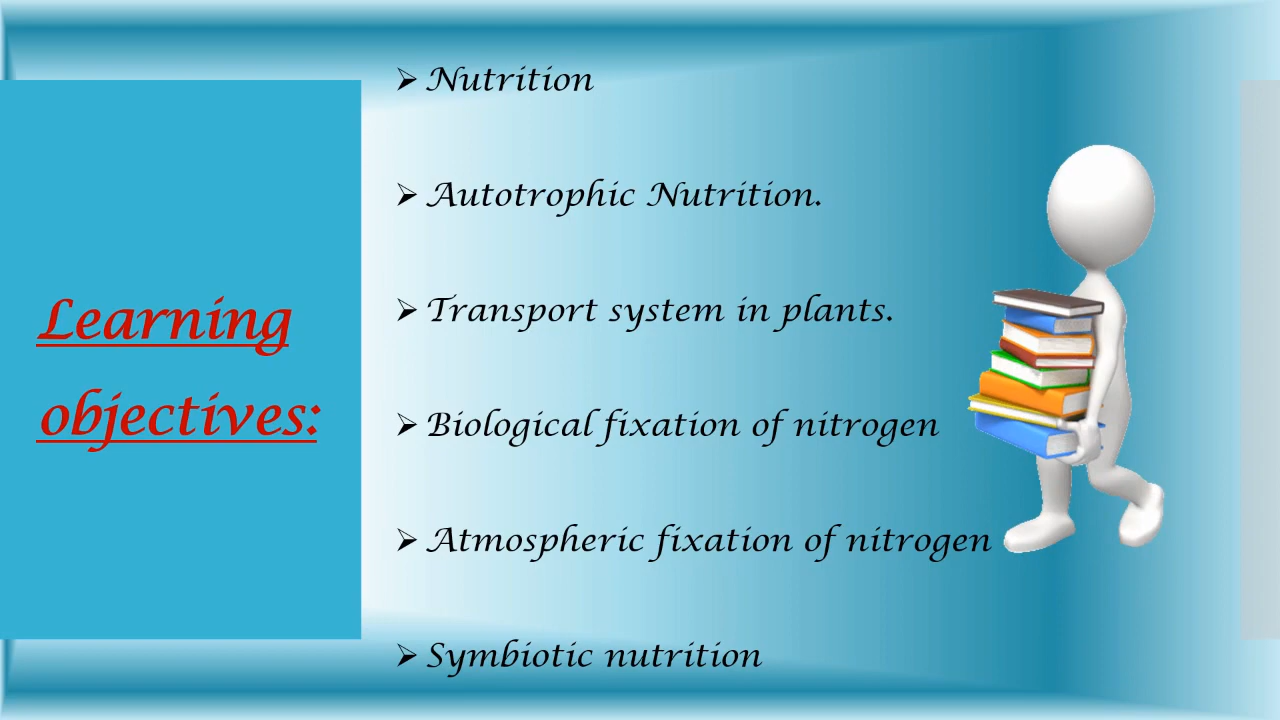 Learning
objectives:
➢ Nutrition
➢ Autotrophic Nutrition.
➢ Transport system in plants.
➢ Biological fixation of nitrogen
➢ Atmospheric fixation of nitrogen
➢ Symbiotic nutrition